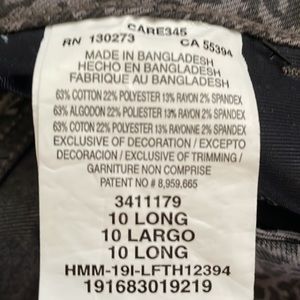 CARE345
RN 130273 CA 55394
MADE IN BANGLADESH
HECHO EN BANGLADESH
FABRIQUE AU BANGLADESH
63% COTTON 22% POLYESTER 13% RAYON 2% SPANDEX
63% ALGODON 22% POLYESTER 13% RAYON 2% SPANDEX
63% COTON 22% POLYESTER 13% RAYONNE 2% SPANDEX
EXCLUSIVE OF DECORATION / EXCEPTO
DECORACION / EXCLUSIVE OF TRIMMING /
GARNITURE NON COMPRISE
PATENT NO # 8,959,665
3411179
10 LONG
10 LARGO
10 LONG
HMM-19I-LFTH12394
191683019219